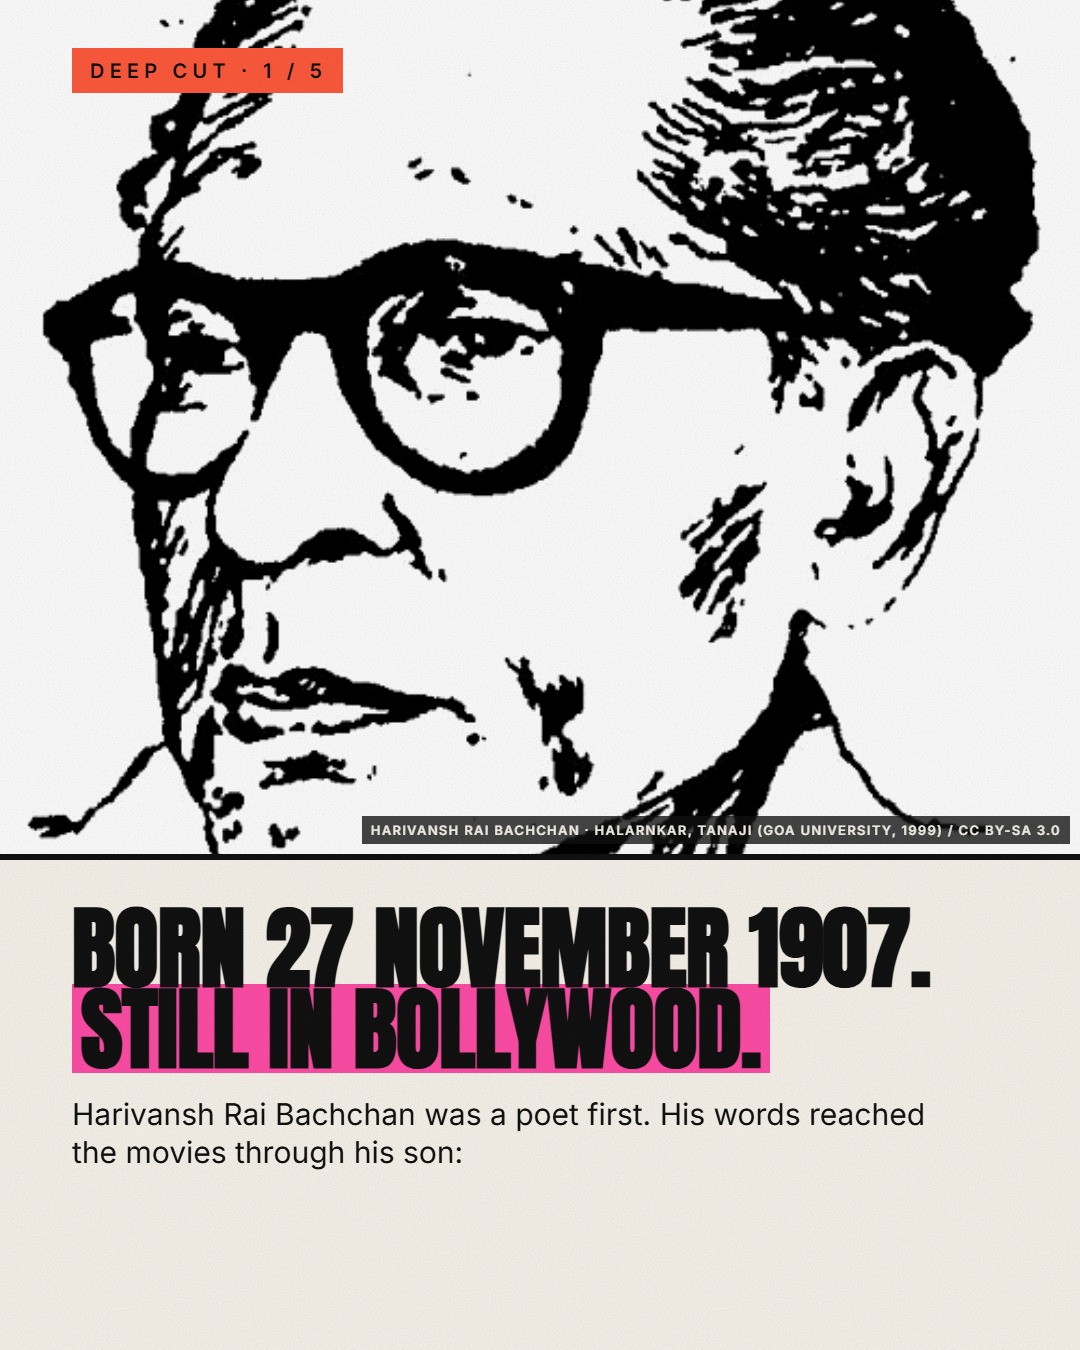 DEEP CUT · 1 / 5
HARIVANSH RAI BACHCHAN · HALARNKAR, TANAJI (GOA UNIVERSITY, 1999) / CC BY-SA 3.0
BORN 27 NOVEMBER 1907.
STILL IN BOLLYWOOD.
Harivansh Rai Bachchan was a poet first. His words reached
the movies through his son: